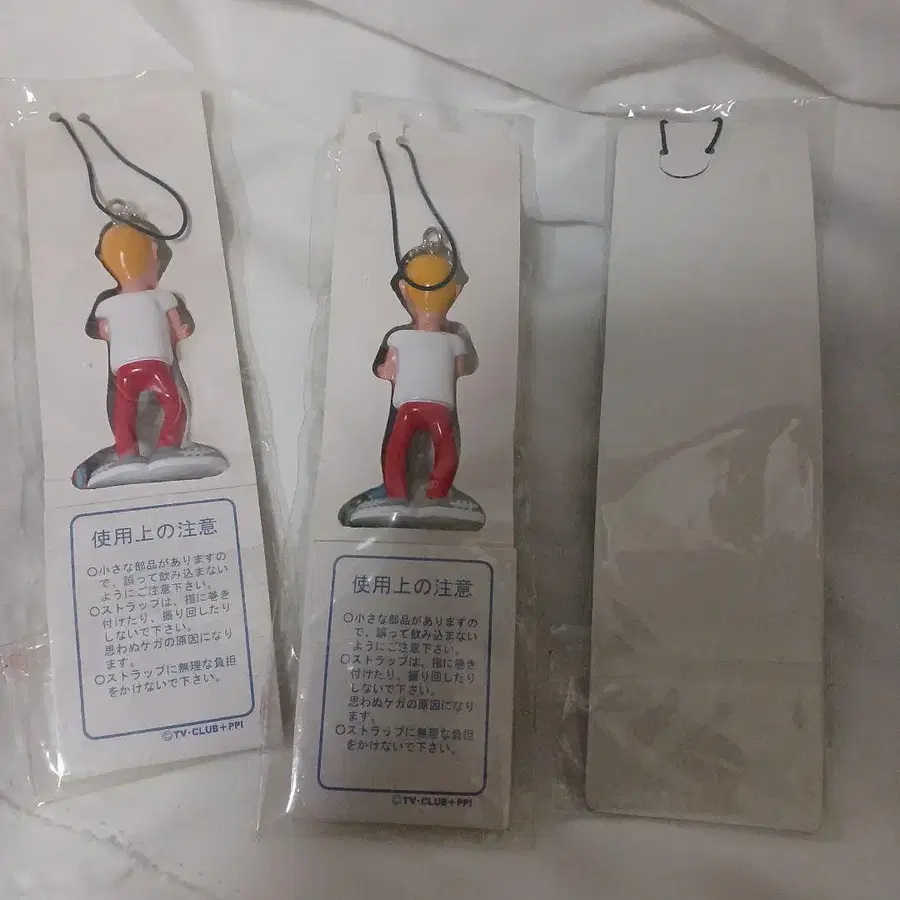 使用上の注意
○小さな部品がありますの
で、誤って飲み込まない
ようにご注意下さい。
○ストラップは、指に巻き
付けたり、振り回したり
しないで下さい。
思わぬケガの原因になり
ます。
○ストラップに無理な負担
をかけないで下さい。
©TV・CLUB+PPI
使用上の注意
○小さな部品がありますの
で、誤って飲み込まない
ようにご注意下さい。
○ストラップは、指に巻き
付けたり、振り回したり
しないで下さい。
思わぬケガの原因になり
ます。
○ストラップに無理な負担
をかけないで下さい。
©TV・CLUB+PPI